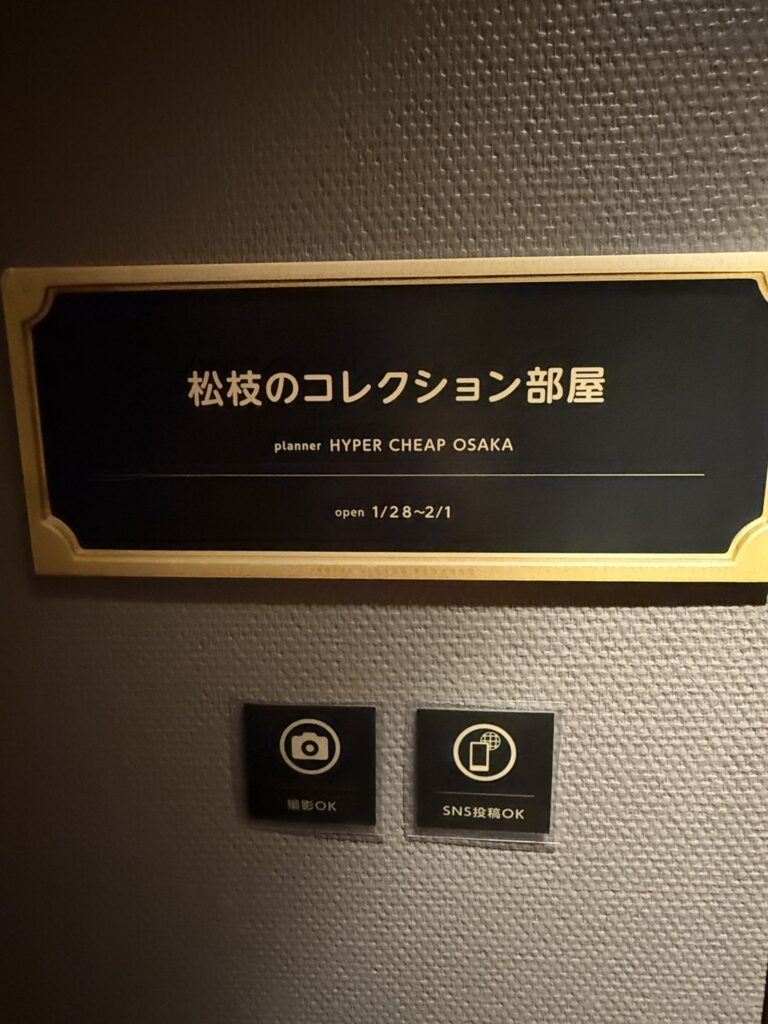 松枝のコレクション部屋
planner HYPER CHEAP OSAKA
open 1/28~2/1
撮影OK
SNS投稿OK